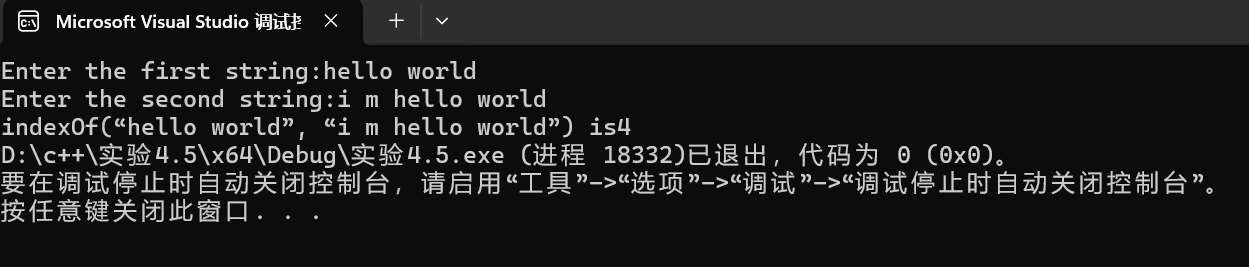 Microsoft Visual Studio 调试控
Enter the first string:hello world
Enter the second string:i m hello world
indexOf(“hello world”, “i m hello world”) is4
D:\c++\实验4.5\x64\Debug\实验4.5.exe (进程 18332)已退出，代码为 0 (0x0)。
要在调试停止时自动关闭控制台，请启用“工具”->“选项”->“调试”->“调试停止时自动关闭控制台”。
按任意键关闭此窗口. . .